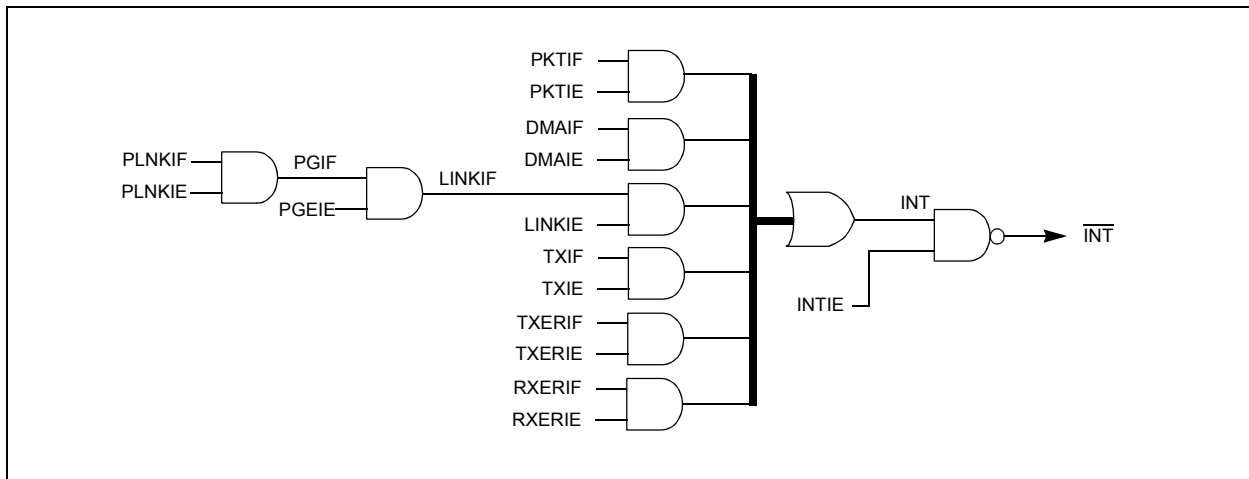 PKTIF
PKTIE
DMAIF
DMAIE
PLNKIF
PLNKIE
PGIF
PGEIE
LINKIF
LINKIE
TXIF
TXIE
TXERIF
TXERIE
RXERIF
RXERIE
INT
INTIE
INT